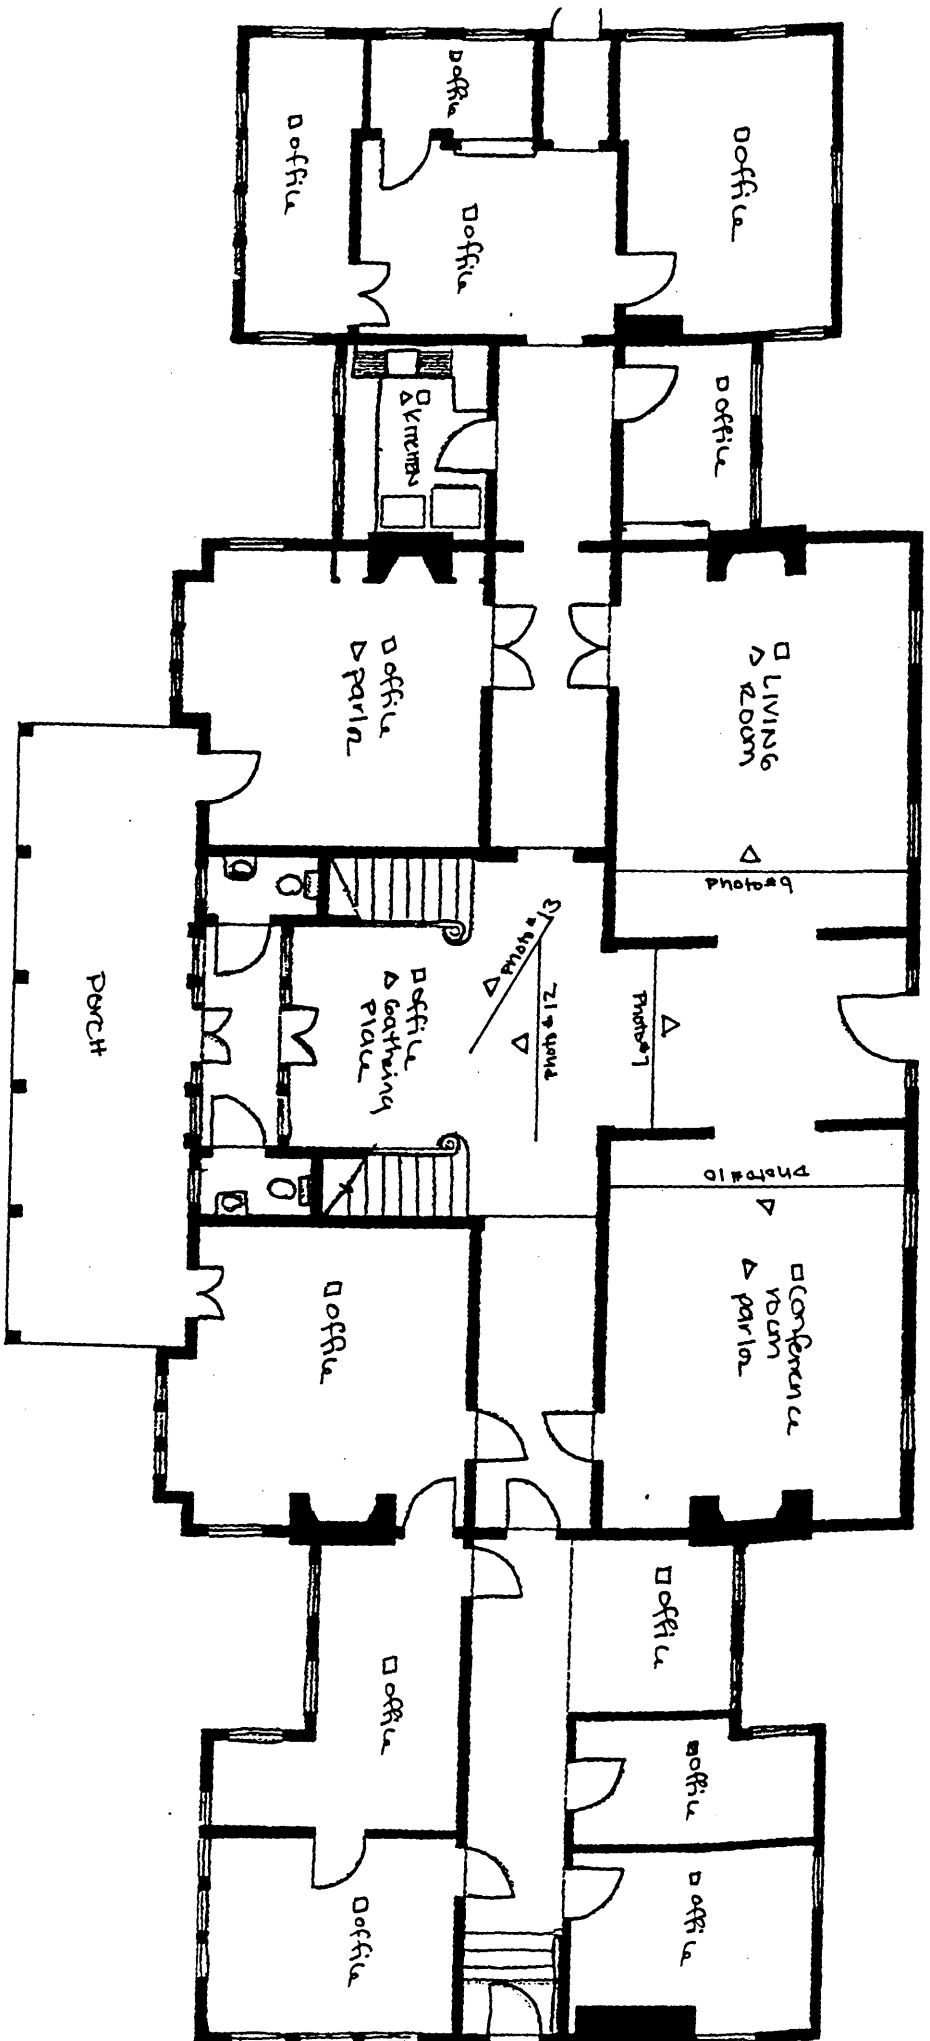 □ office
□ office
□ office
□ office
□ office
□
△ KITCHEN
□ office
△ parlor
□
△ LIVING
ROOM
△
photo#9
PORCH
□ office
△ Gathering
Place
△ photo#13
△
photo#12
△
photo#7
photo#10
△
□ Conference
room
△ parlor
□ office
□ office
□ office
□ office
□ office
□ office